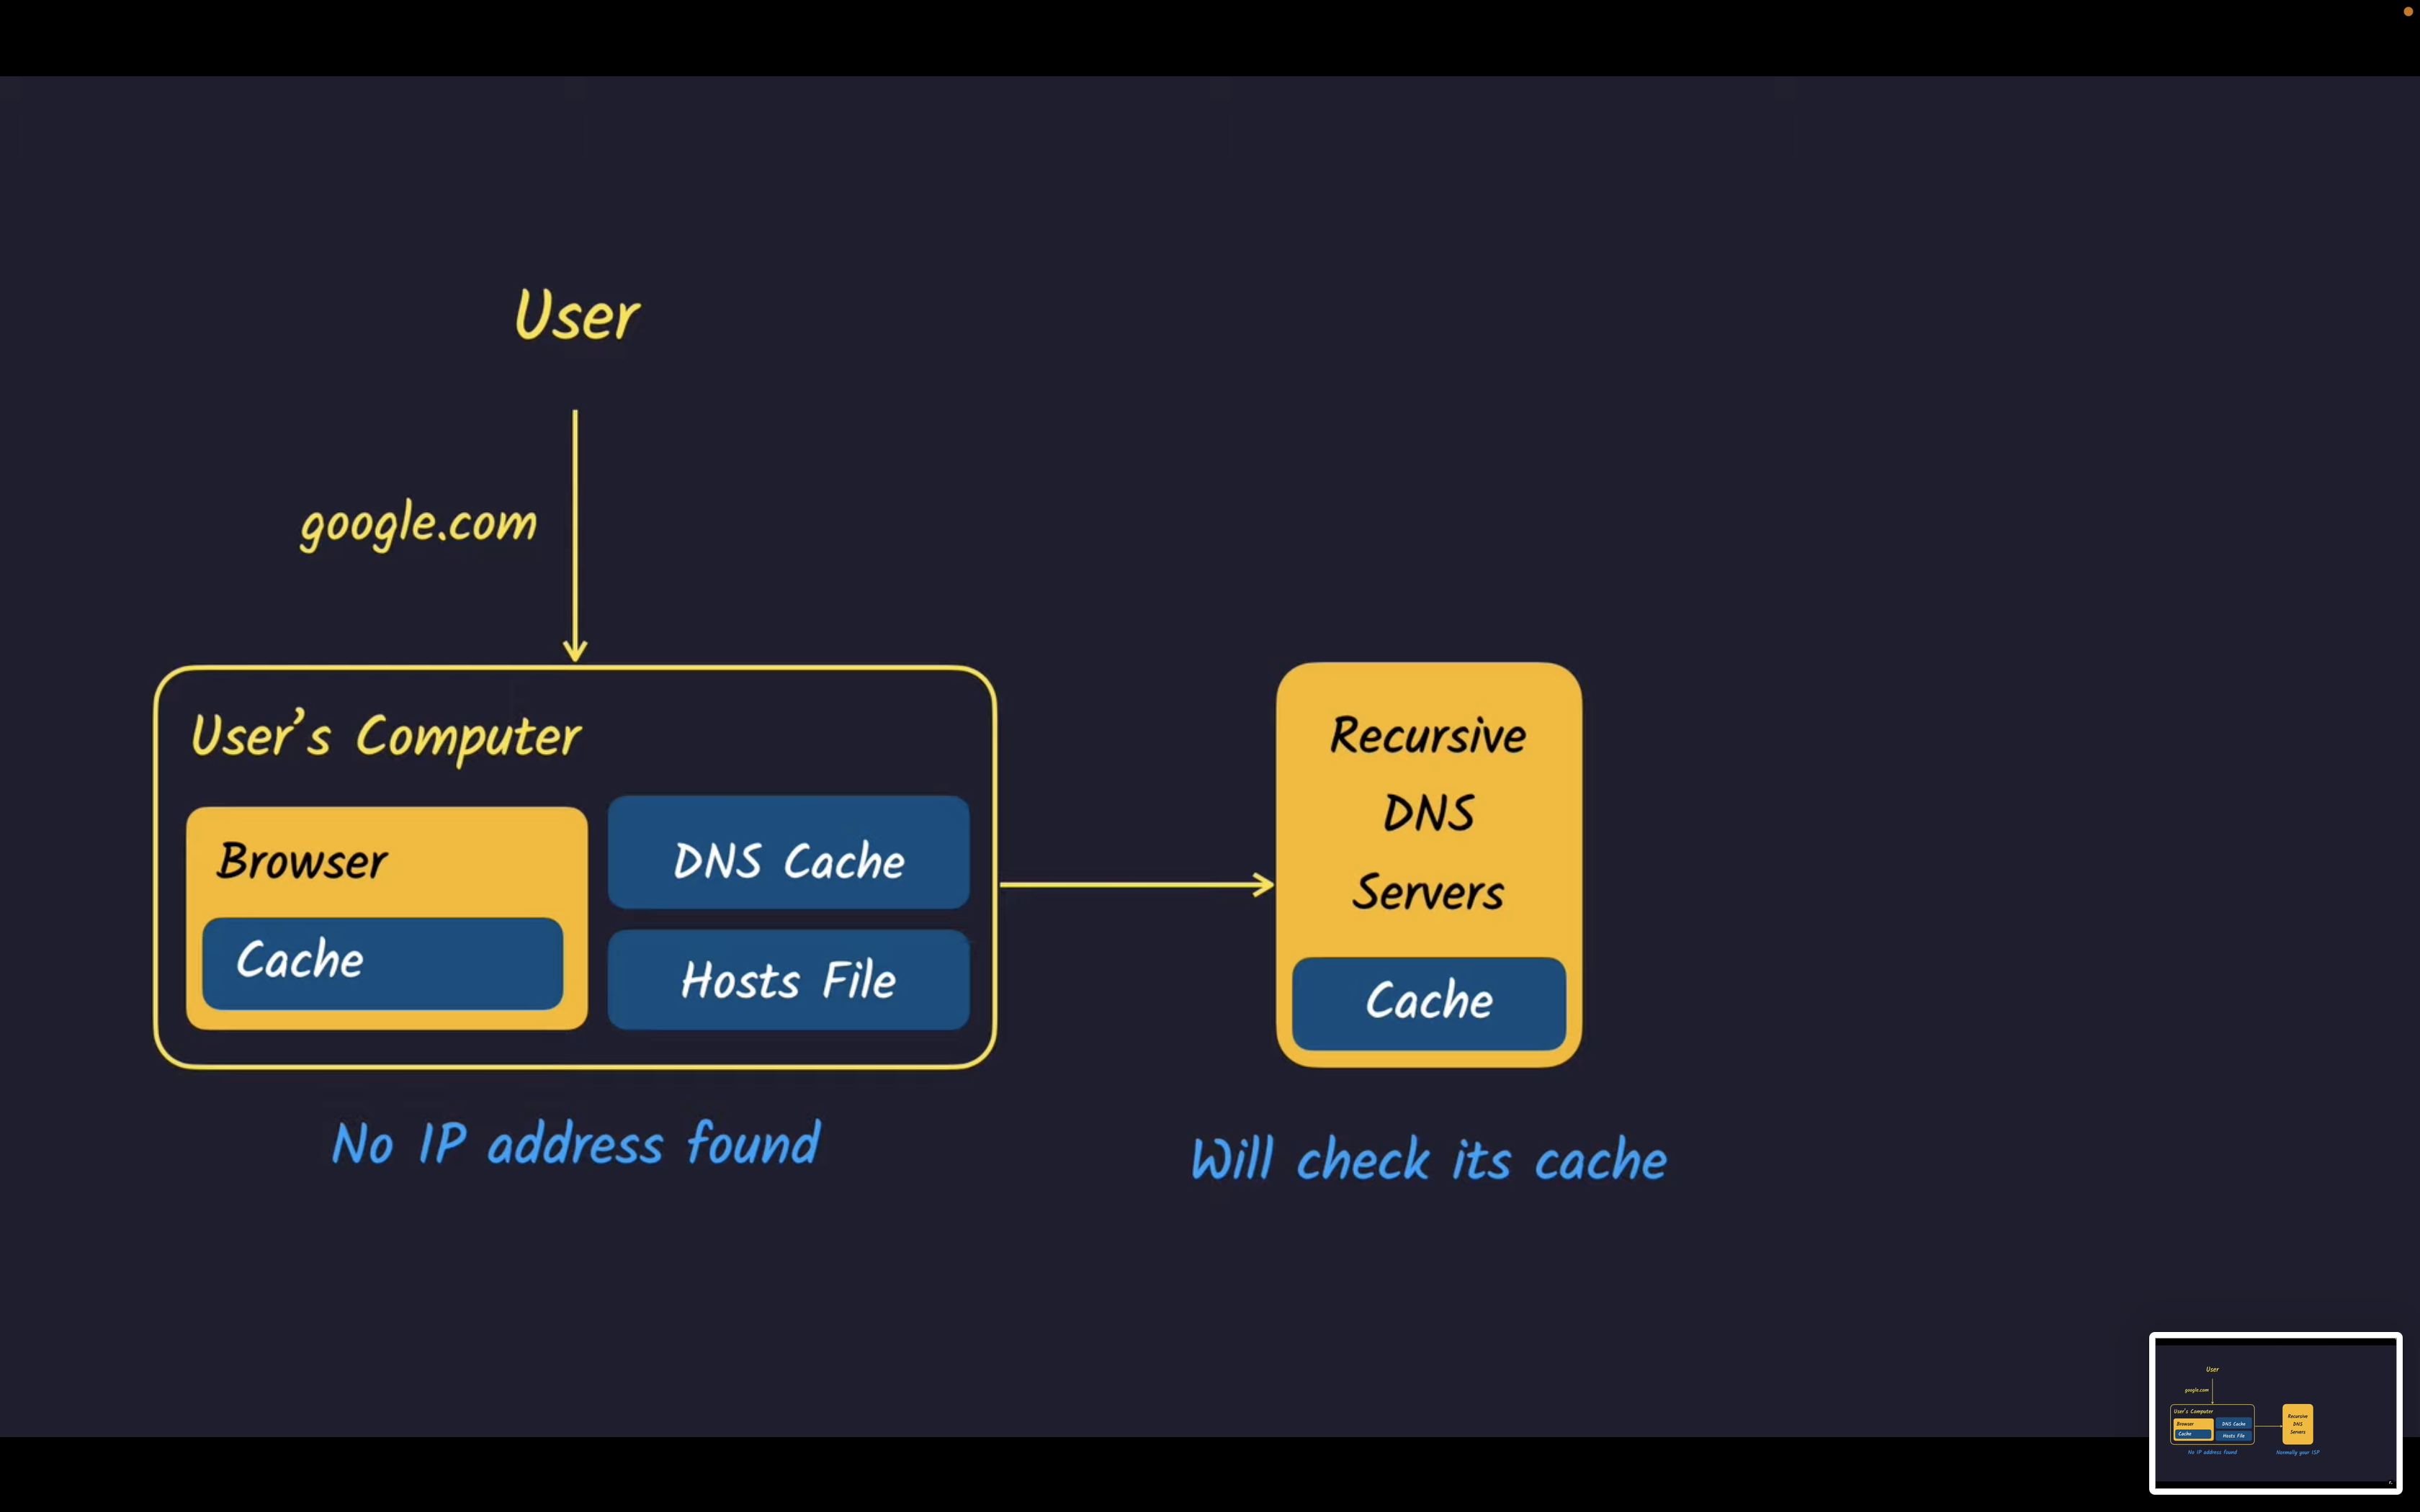 User
google.com
User's Computer
Browser
Cache
DNS Cache
Hosts File
No IP address found
Recursive
DNS
Servers
Cache
Will check its cache
User
google.com
User's Computer
Browser
Cache
DNS Cache
Hosts File
No IP address found
Recursive
DNS
Servers
Normally your ISP